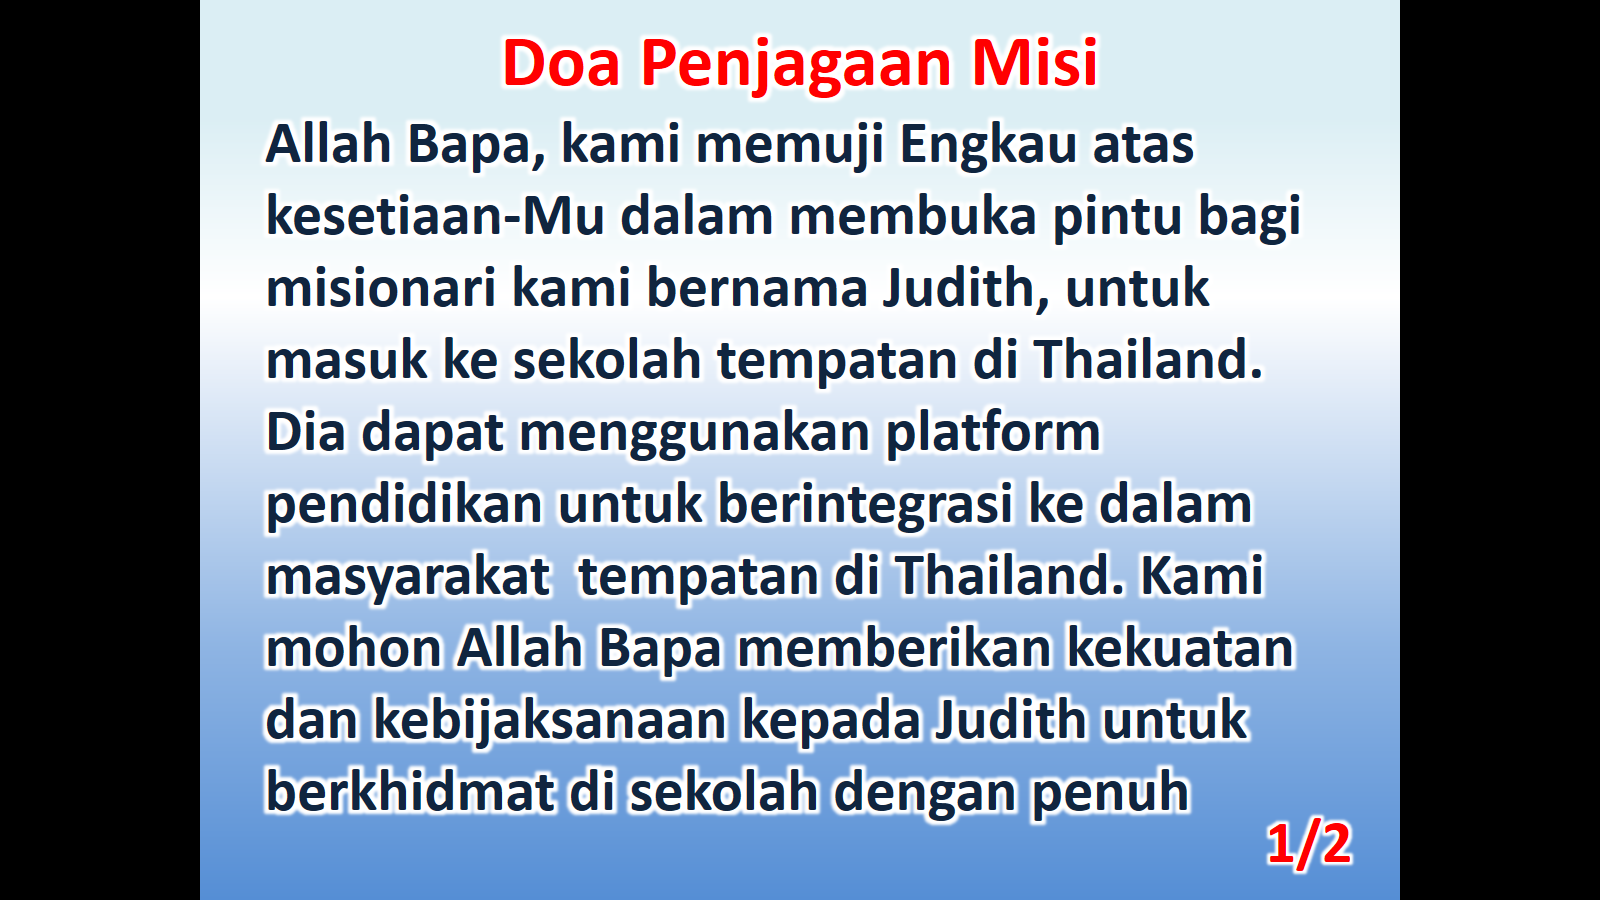 Doa Penjagaan Misi
Allah Bapa, kami memuji Engkau atas
kesetiaan-Mu dalam membuka pintu bagi
misionari kami bernama Judith, untuk
masuk ke sekolah tempatan di Thailand.
Dia dapat menggunakan platform
pendidikan untuk berintegrasi ke dalam
masyarakat  tempatan di Thailand. Kami
mohon Allah Bapa memberikan kekuatan
dan kebijaksanaan kepada Judith untuk
berkhidmat di sekolah dengan penuh
1/2